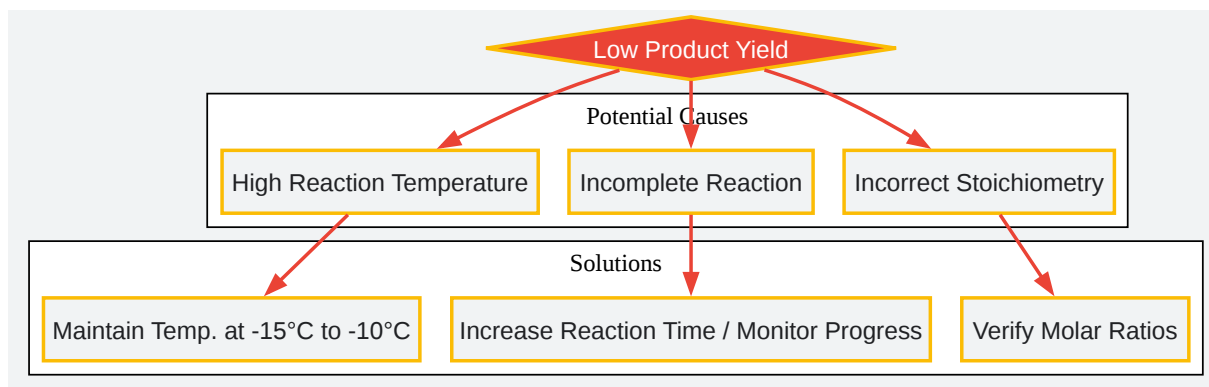 Low Product Yield
Potential Causes
High Reaction Temperature
Incomplete Reaction
Incorrect Stoichiometry
Solutions
Maintain Temp. at -15°C to -10°C
Increase Reaction Time / Monitor Progress
Verify Molar Ratios